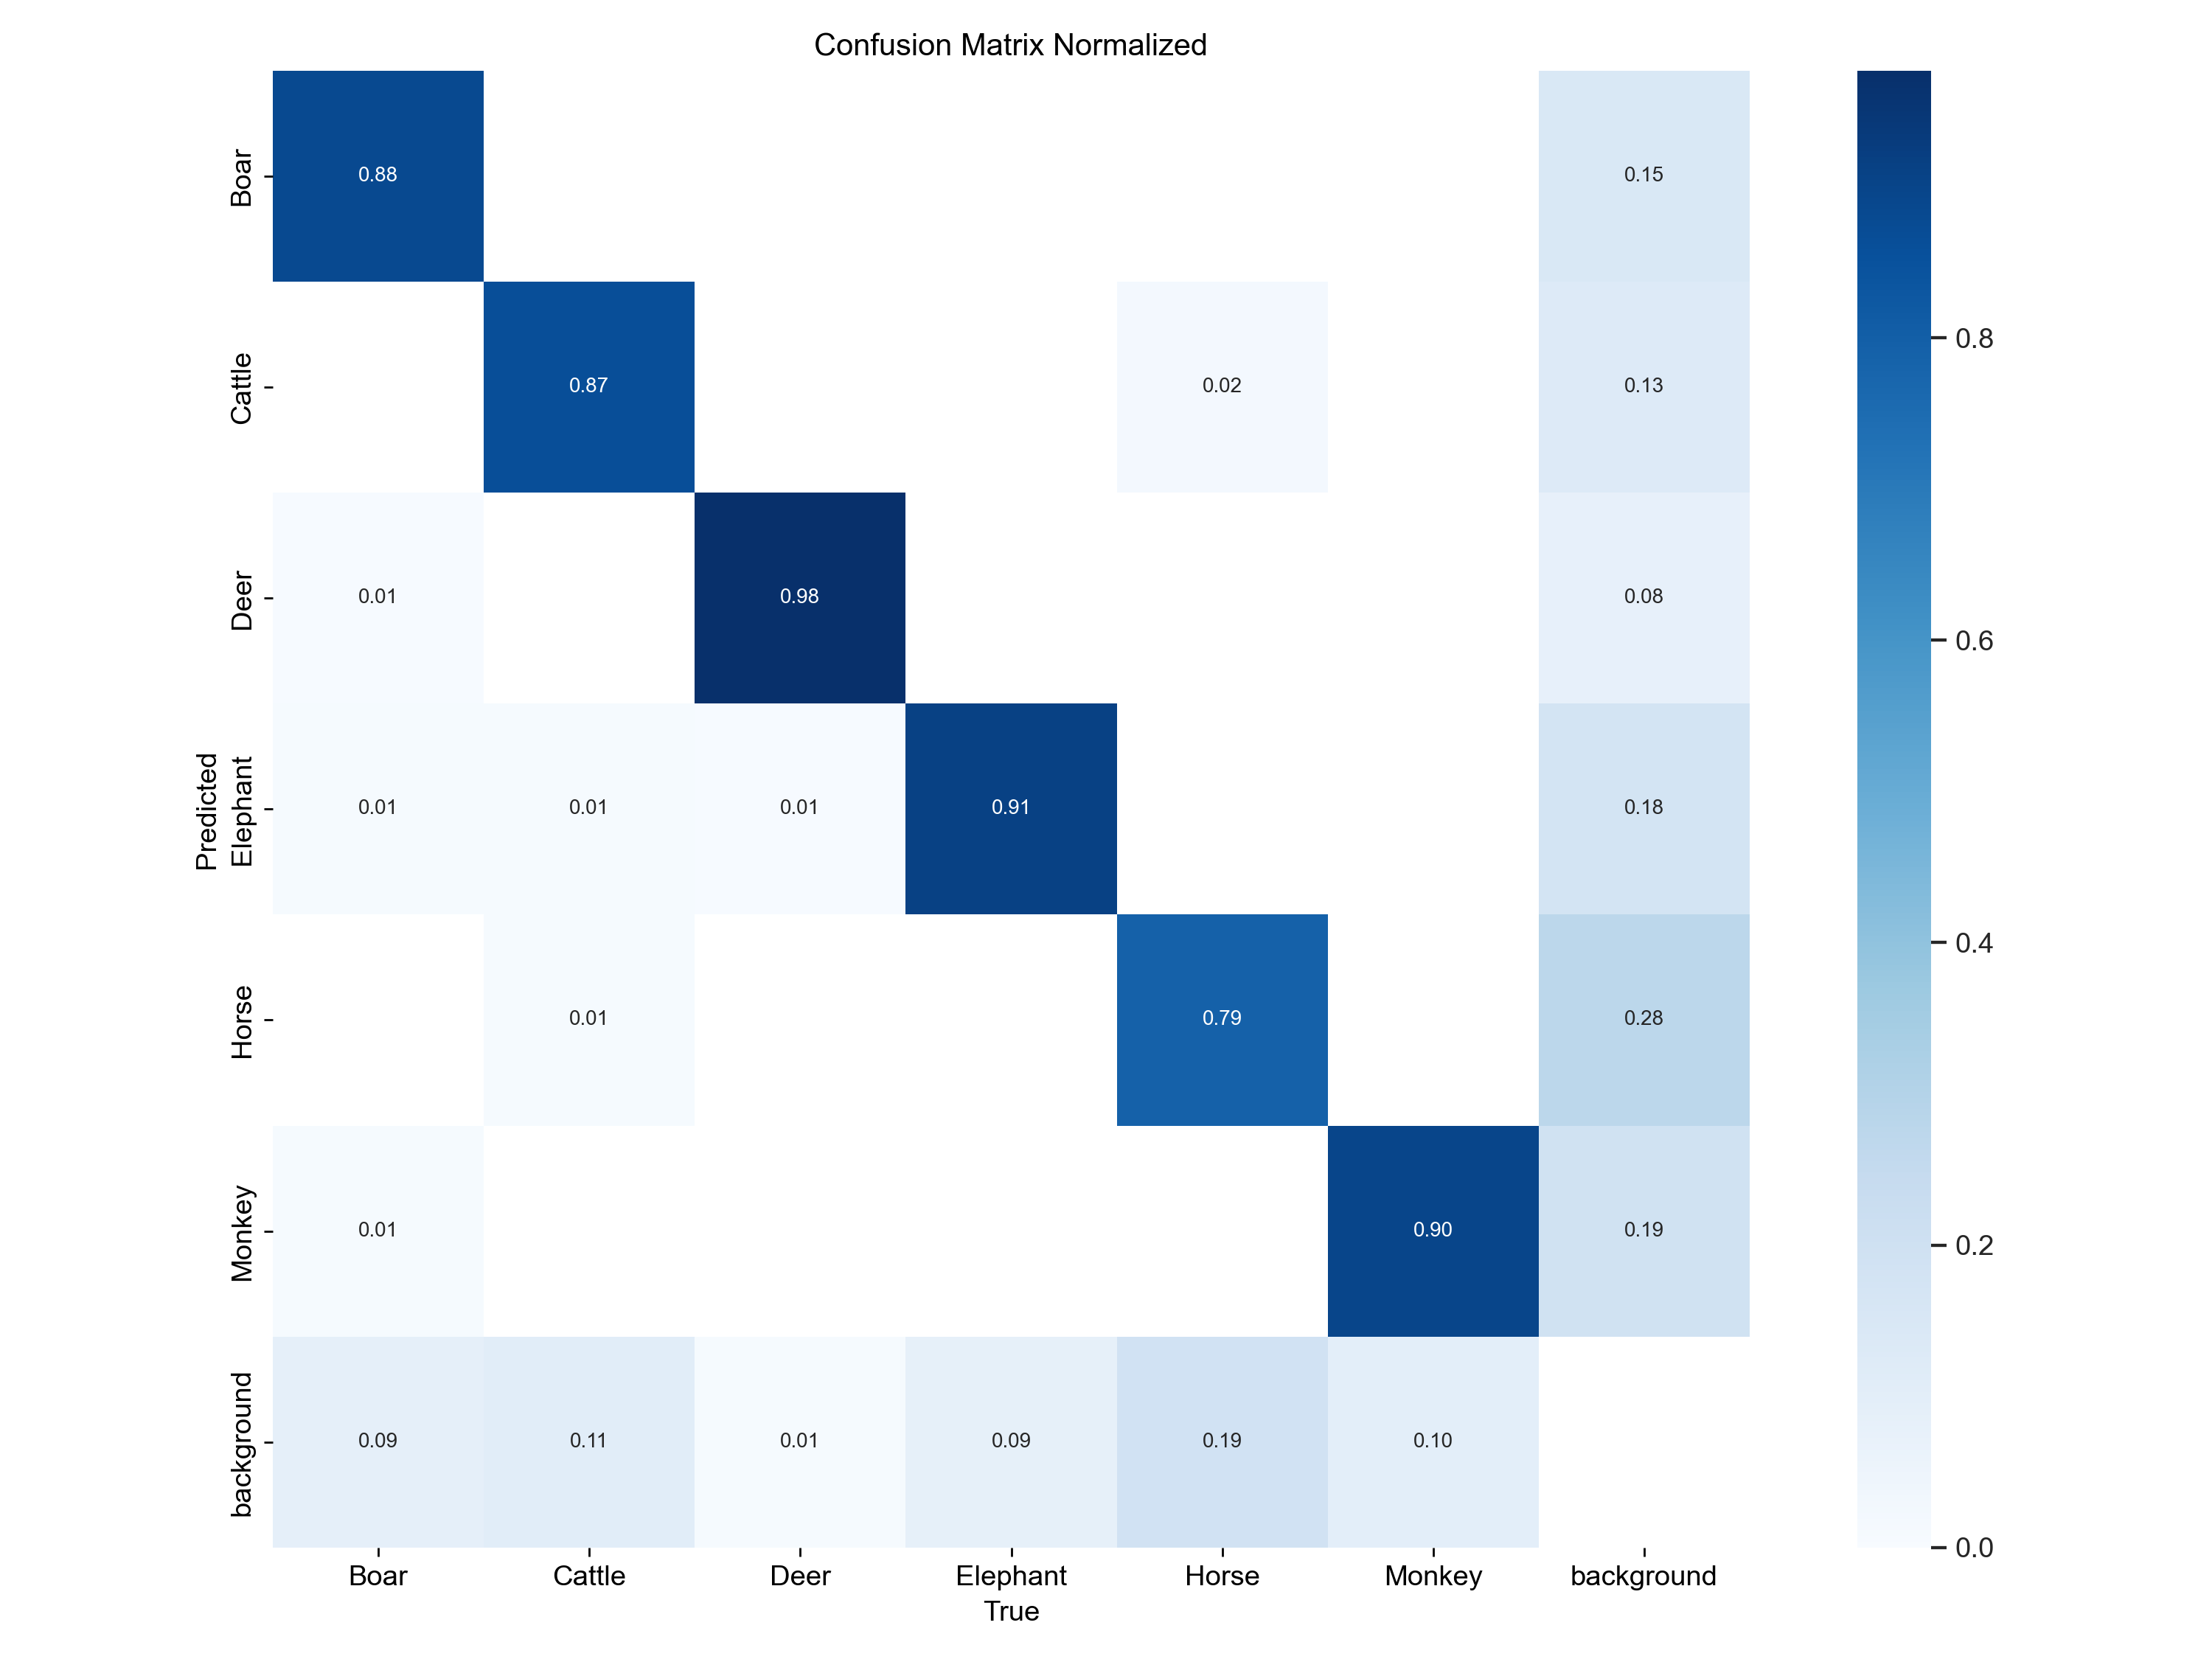 Confusion Matrix Normalized
Boar
0.88
0.15
Cattle
0.87
0.02
0.13
Deer
0.01
0.98
0.08
Predicted
Elephant
0.01
0.01
0.01
0.91
0.18
Horse
0.01
0.79
0.28
Monkey
0.01
0.90
0.19
background
0.09
0.11
0.01
0.09
0.19
0.10
Boar
Cattle
Deer
Elephant
Horse
Monkey
background
True
0.8
0.6
0.4
0.2
0.0